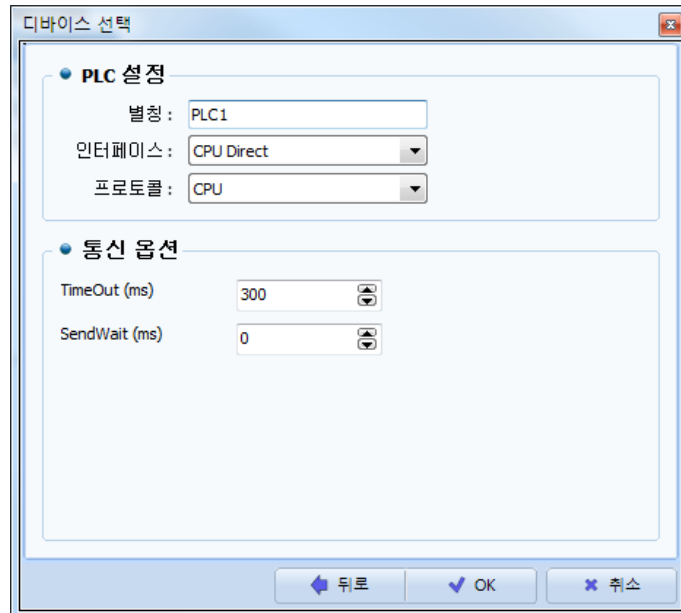 디바이스 선택
PLC 설정
별칭 : PLC1
인터페이스 : CPU Direct
프로토콜 : CPU
통신 옵션
TimeOut (ms) 300
SendWait (ms) 0
뒤로 OK 취소